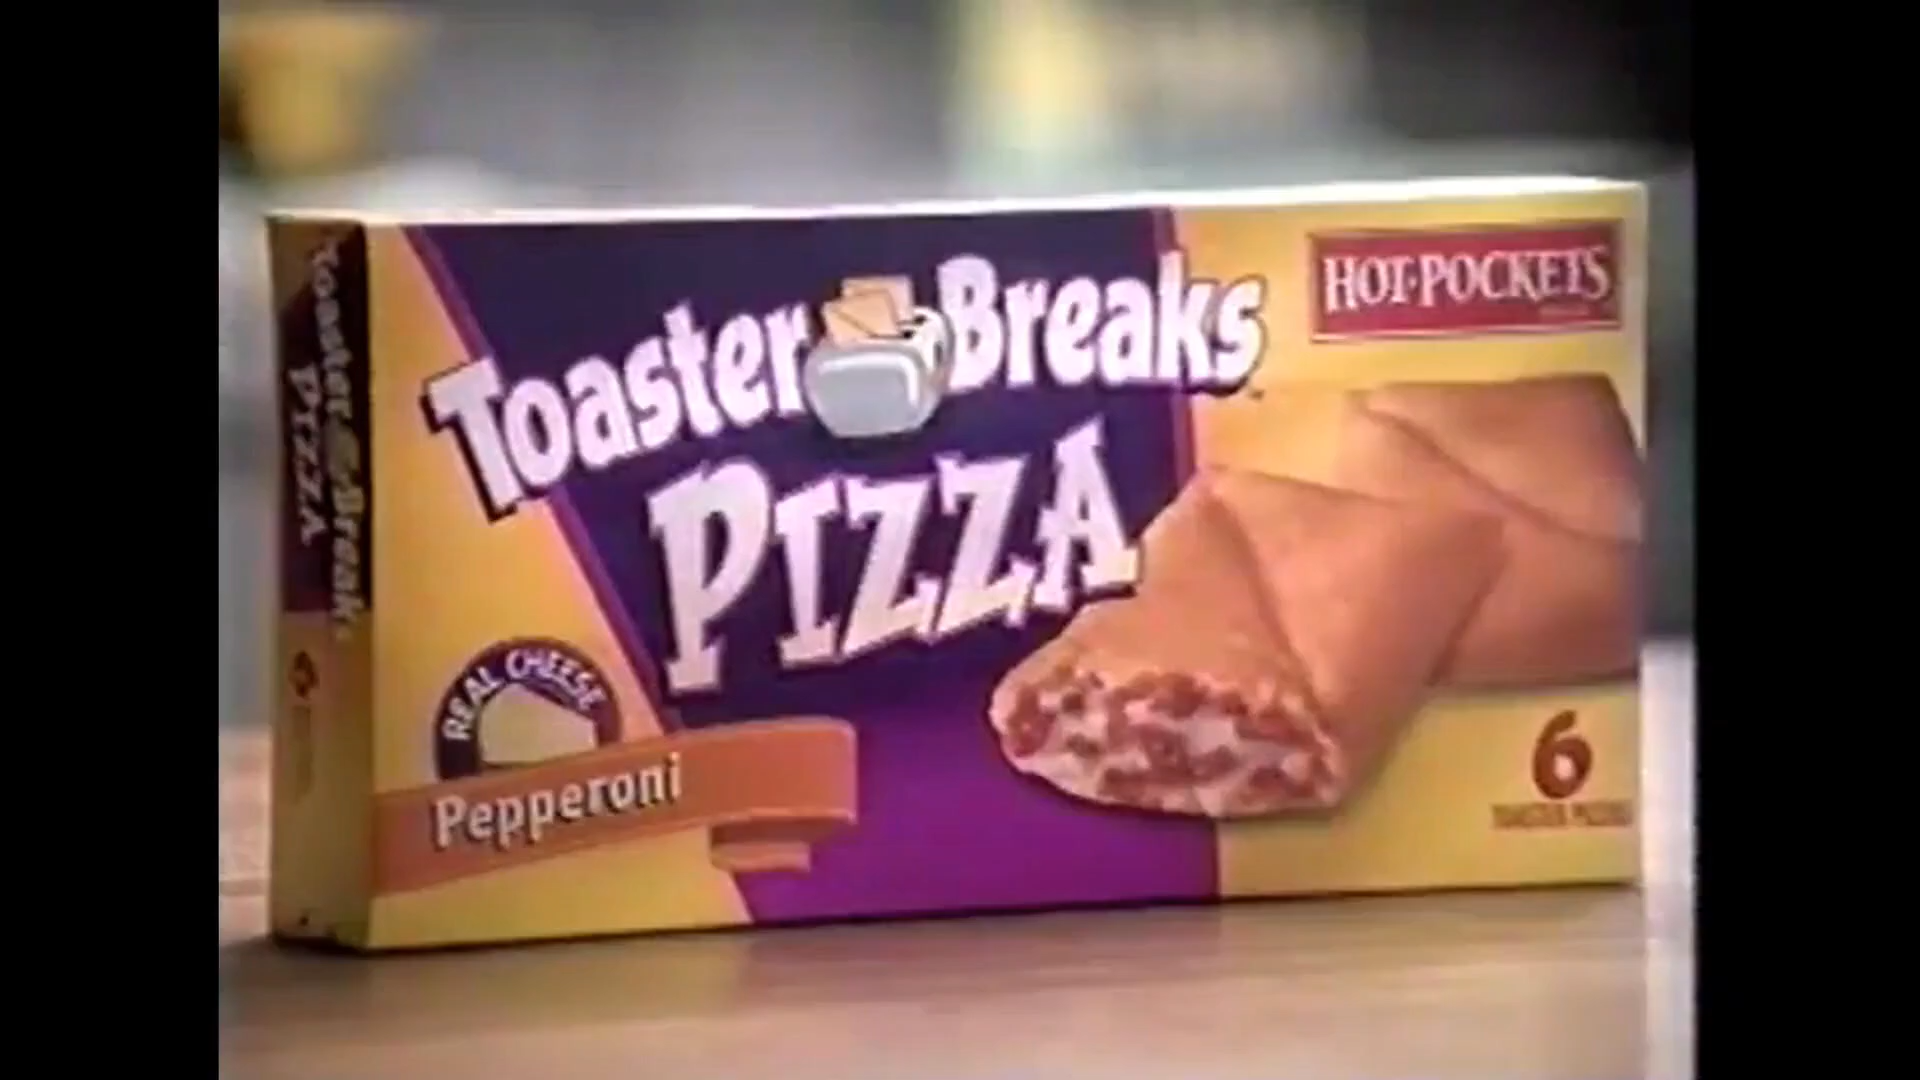 HOT·POCKETS
Toaster Breaks
PIZZA
Toaster Breaks
PIZZA
REAL CHEESE
Pepperoni
6